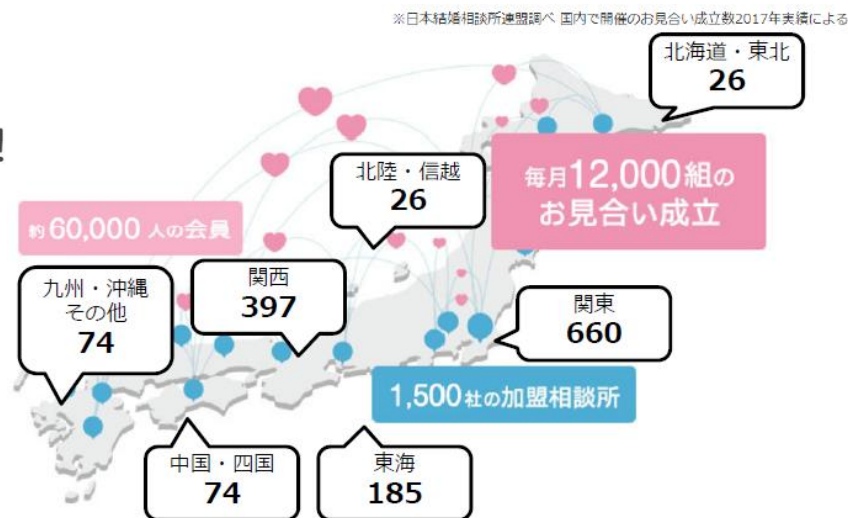 ※日本結婚相談所連盟調べ 国内で開催のお見合い成立数2017年実績による
北海道・東北
26
!
毎月12,000組の
お見合い成立
北陸・信越
26
約60,000人の会員
九州・沖縄
その他
74
関西
397
関東
660
1,500社の加盟相談所
中国・四国
74
東海
185